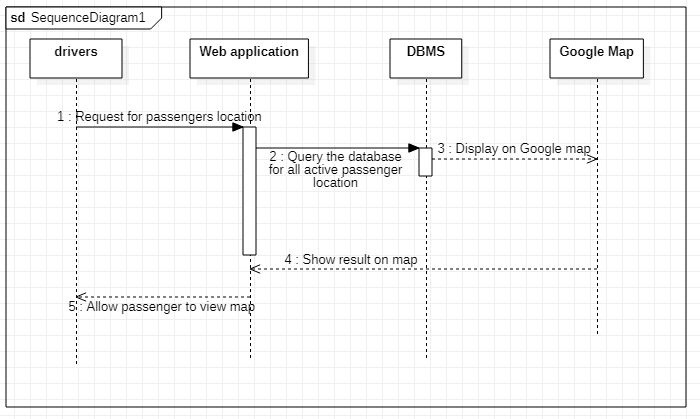 sd SequenceDiagram1
drivers
Web application
DBMS
Google Map
1 : Request for passengers location
2 : Query the database
for all active passenger
location
3 : Display on Google map
4 : Show result on map
5 : Allow passenger to view map